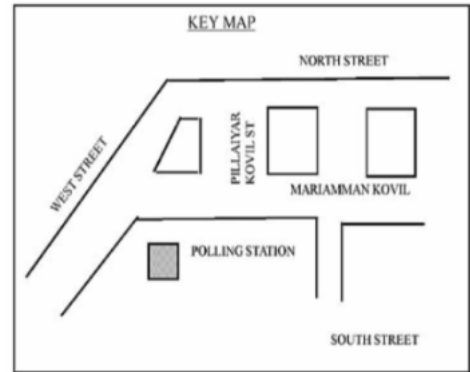 KEY MAP
NORTH STREET
WEST STREET
PILLAIYAR
KOVIL ST
MARIAMMAN KOVIL
POLLING STATION
SOUTH STREET